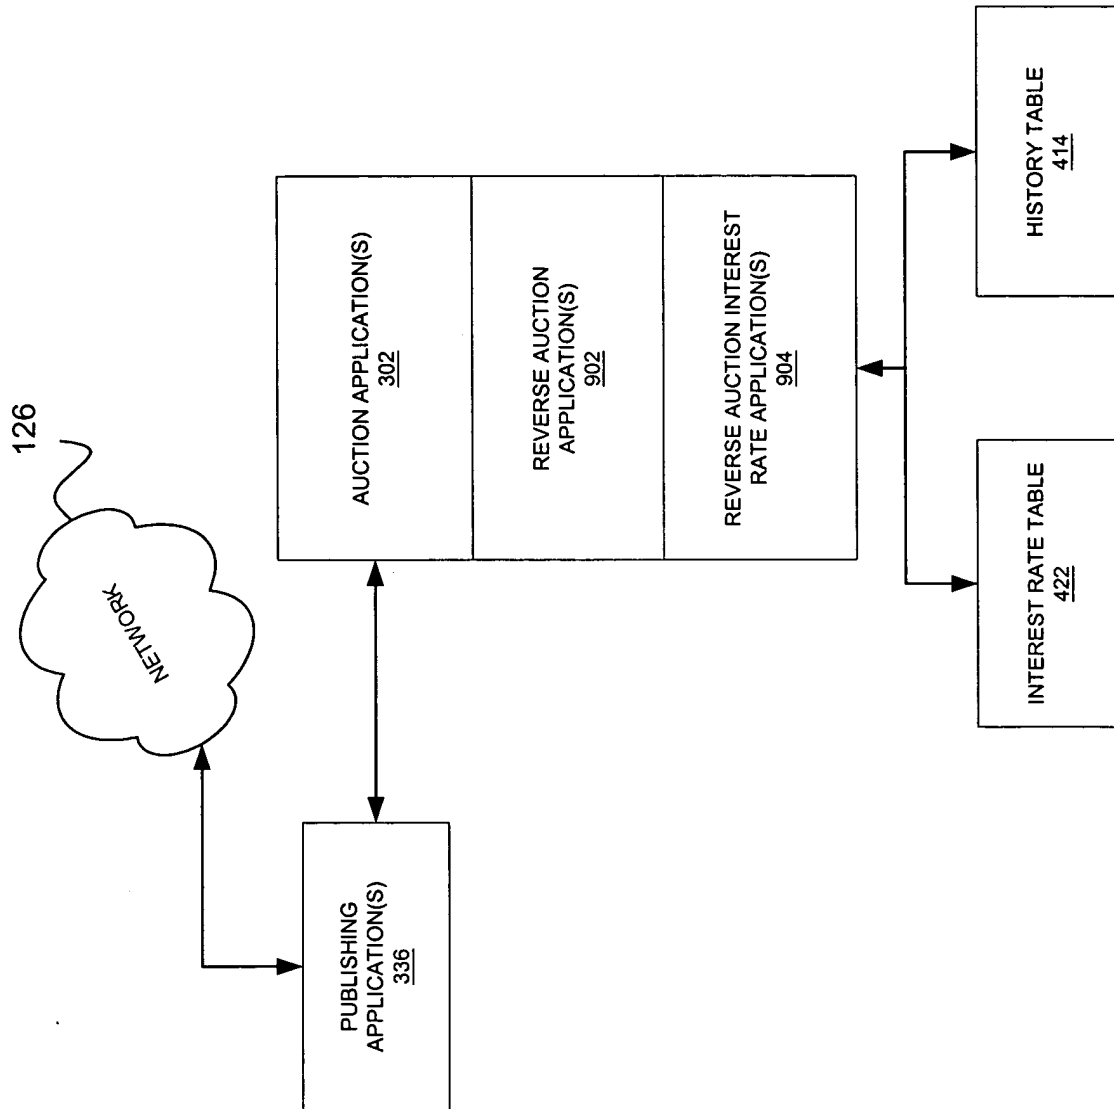 126
NETWORK
PUBLISHING
APPLICATION(S)
336
AUCTION APPLICATION(S)
302
REVERSE AUCTION
APPLICATION(S)
902
REVERSE AUCTION INTEREST
RATE APPLICATION(S)
904
INTEREST RATE TABLE
422
HISTORY TABLE
414